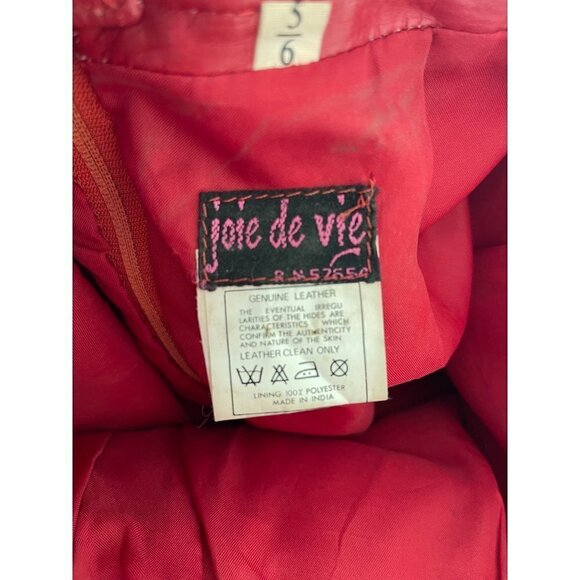 5/6
joie de vie
R.N.57654
GENUINE LEATHER
THE EVENTUAL IRREGU
LARITIES OF THE HIDES ARE
CHARACTERISTICS WHICH
CONFIRM THE AUTHENTICITY
AND NATURE OF THE SKIN
LEATHER CLEAN ONLY
LINING 100% POLYESTER
MADE IN INDIA